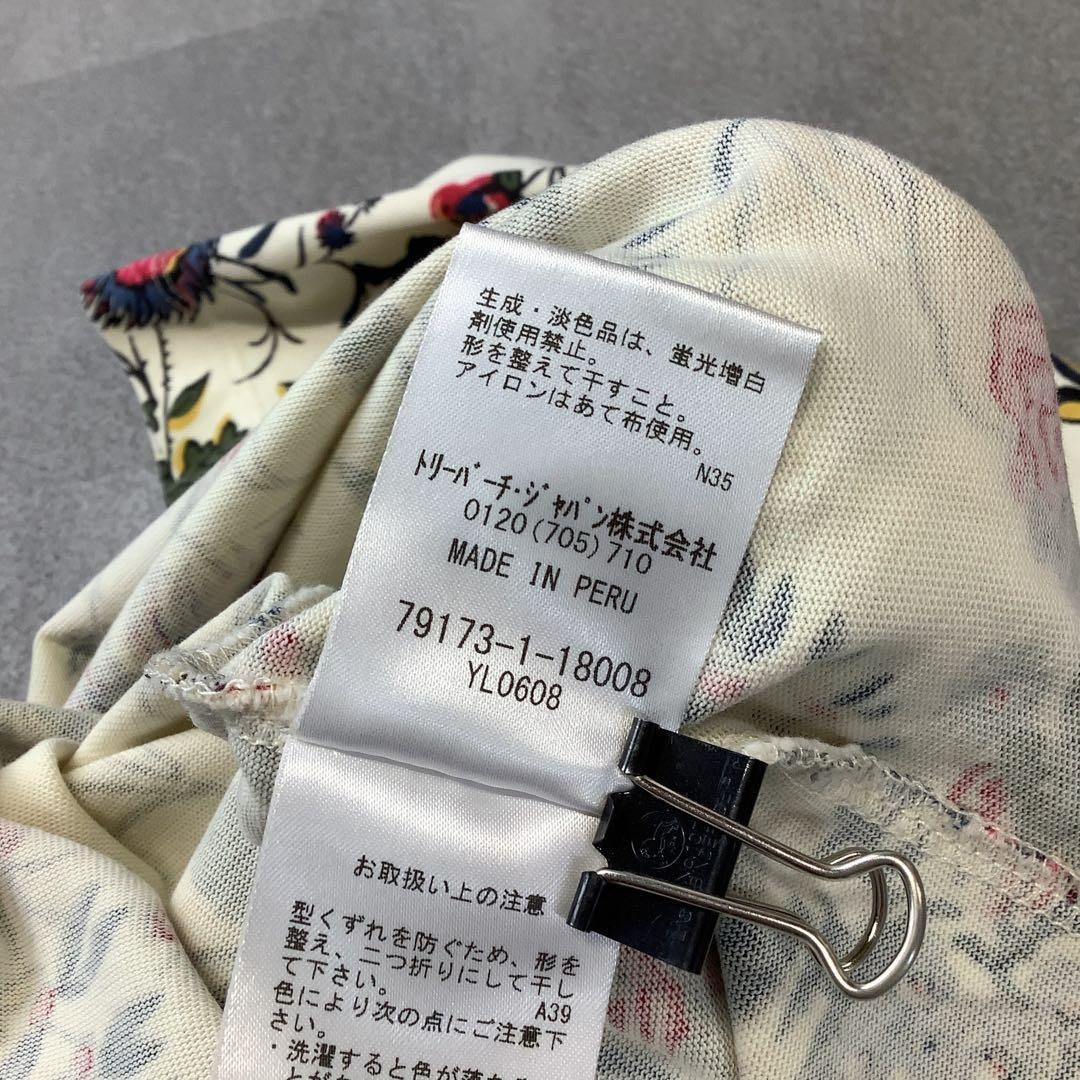 生成・淡色品は、蛍光増白
剤使用禁止。
形を整えて干すこと。
アイロンはあて布使用。
N35
ﾄﾘｰﾊﾞｰﾁ・ｼﾞｬﾊﾟﾝ株式会社
0120(705)710
MADE IN PERU
79173-1-18008
YL0608
お取扱い上の注意
型くずれを防ぐため、形を
整え、二つ折りにして干し
て下さい。
A39
色により次の点にご注意下
さい。
・洗濯すると色が落